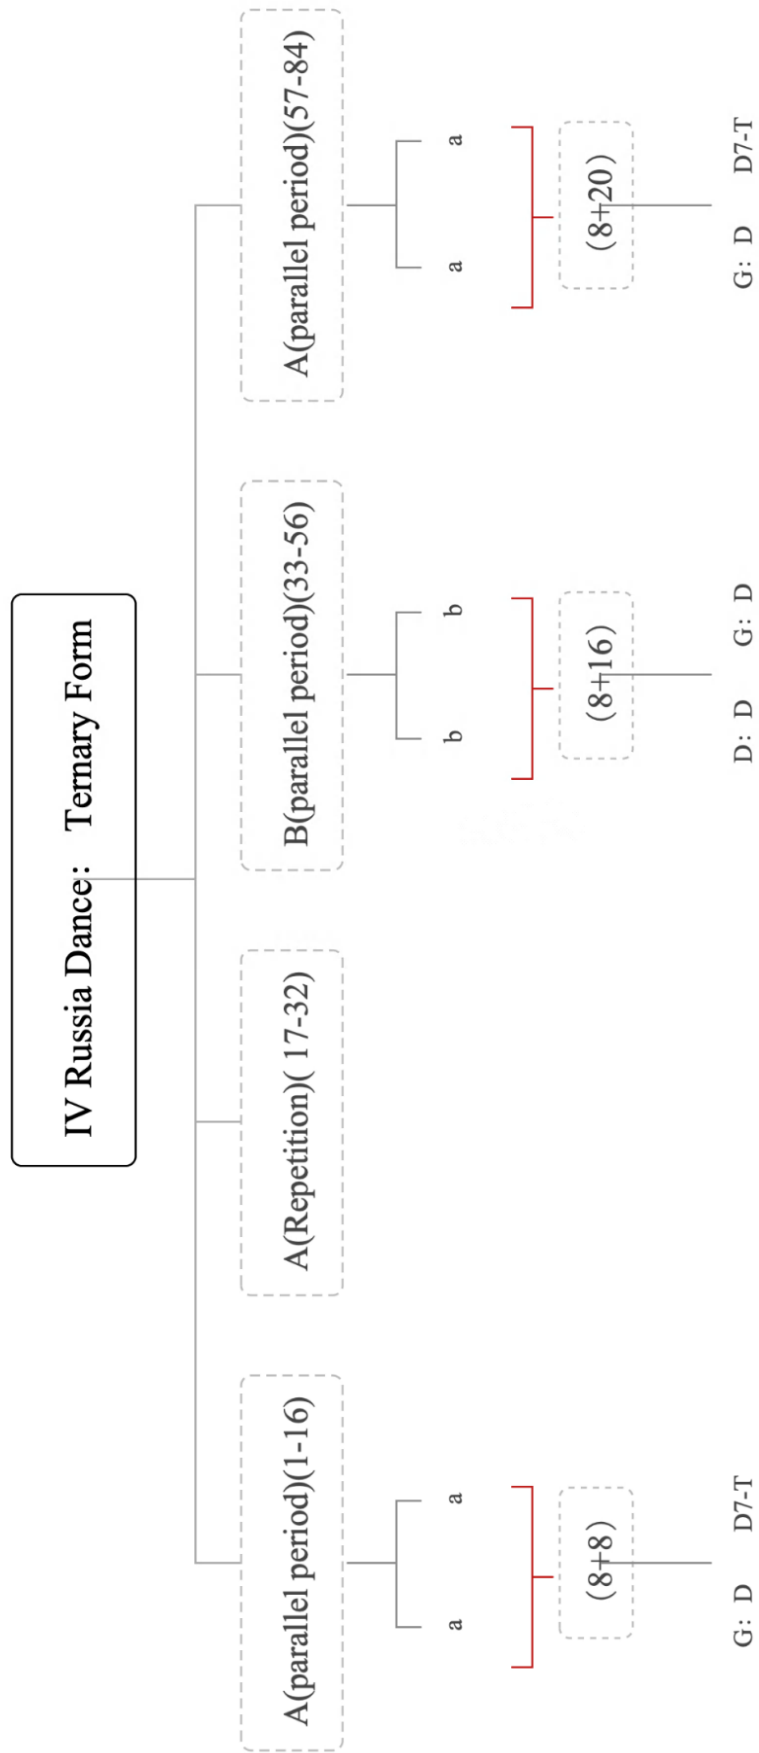 IV Russia Dance： Ternary Form
A(parallel period)(1-16)
A(Repetition)( 17-32)
B(parallel period)(33-56)
A(parallel period)(57-84)
a a
b b
a a
(8+8)
(8+16)
(8+20)
G: D D7-T
D: D G: D
G: D D7-T